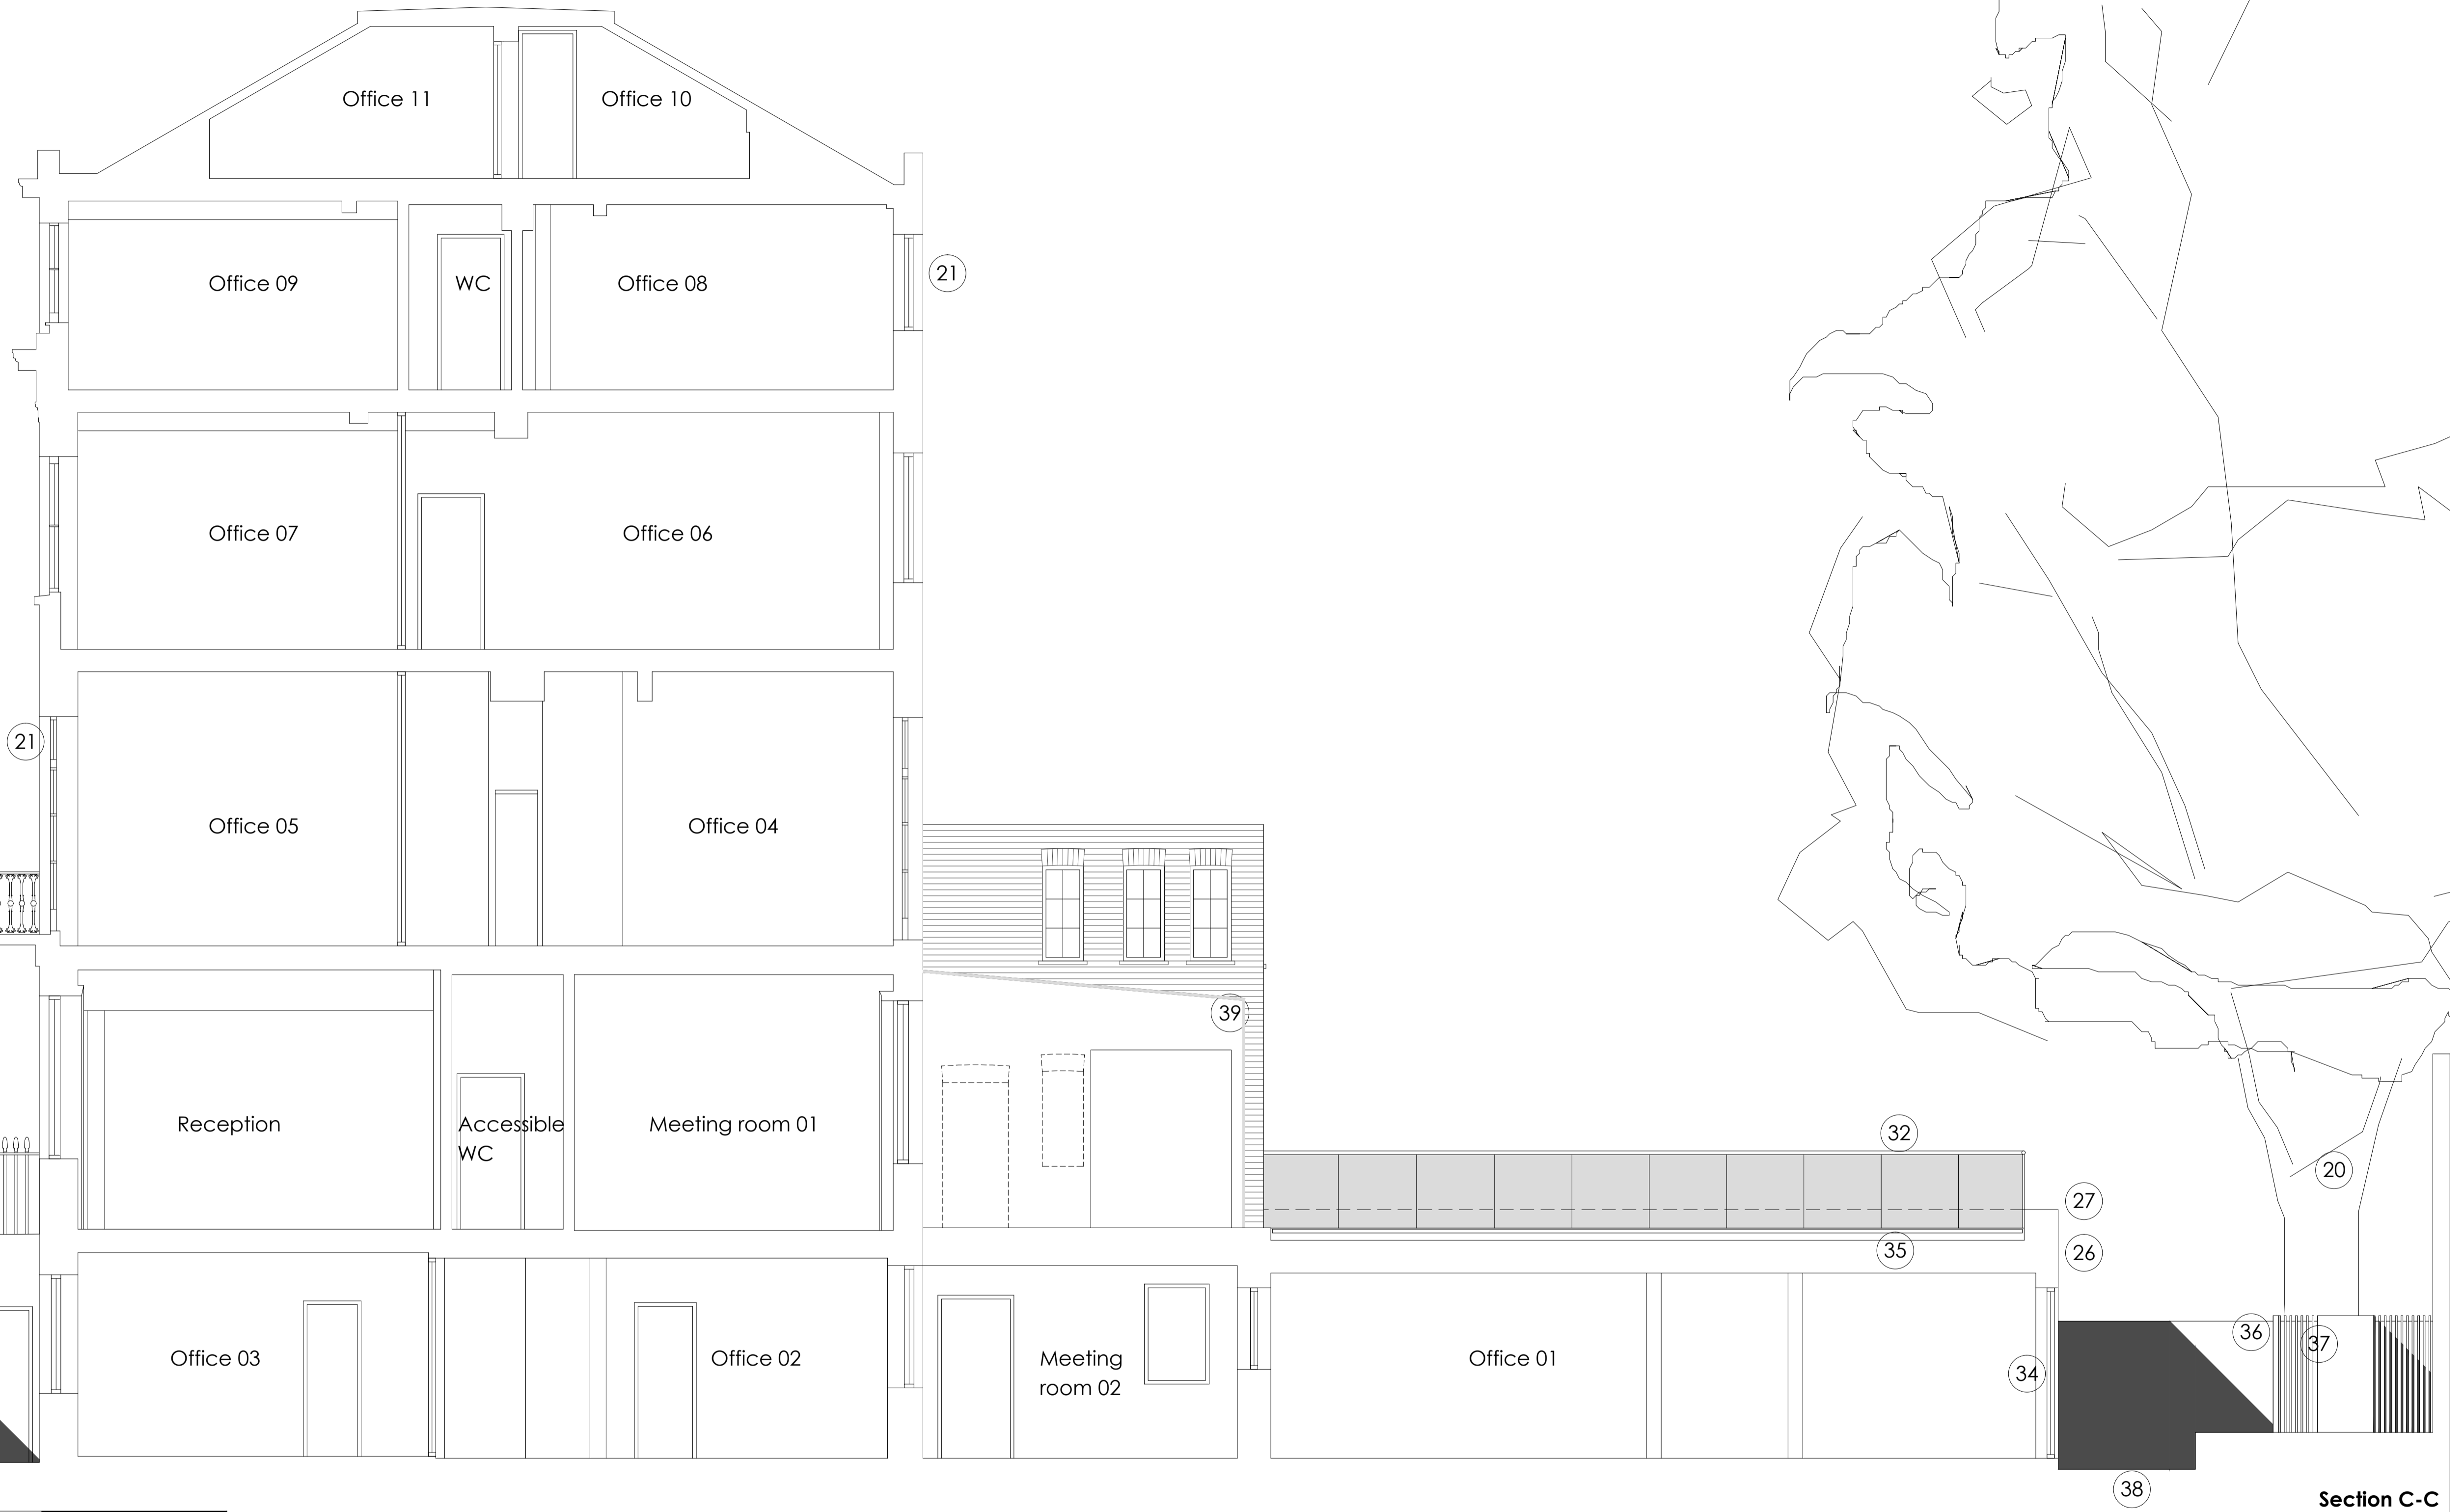 Office 11
Office 10
Office 09
WC
Office 08
21
Office 07
Office 06
21
Office 05
Office 04
39
Reception
Accessible
WC
Meeting room 01
32
20
27
35
26
Office 03
Office 02
Meeting
room 02
Office 01
34
36
37
38
Section C-C